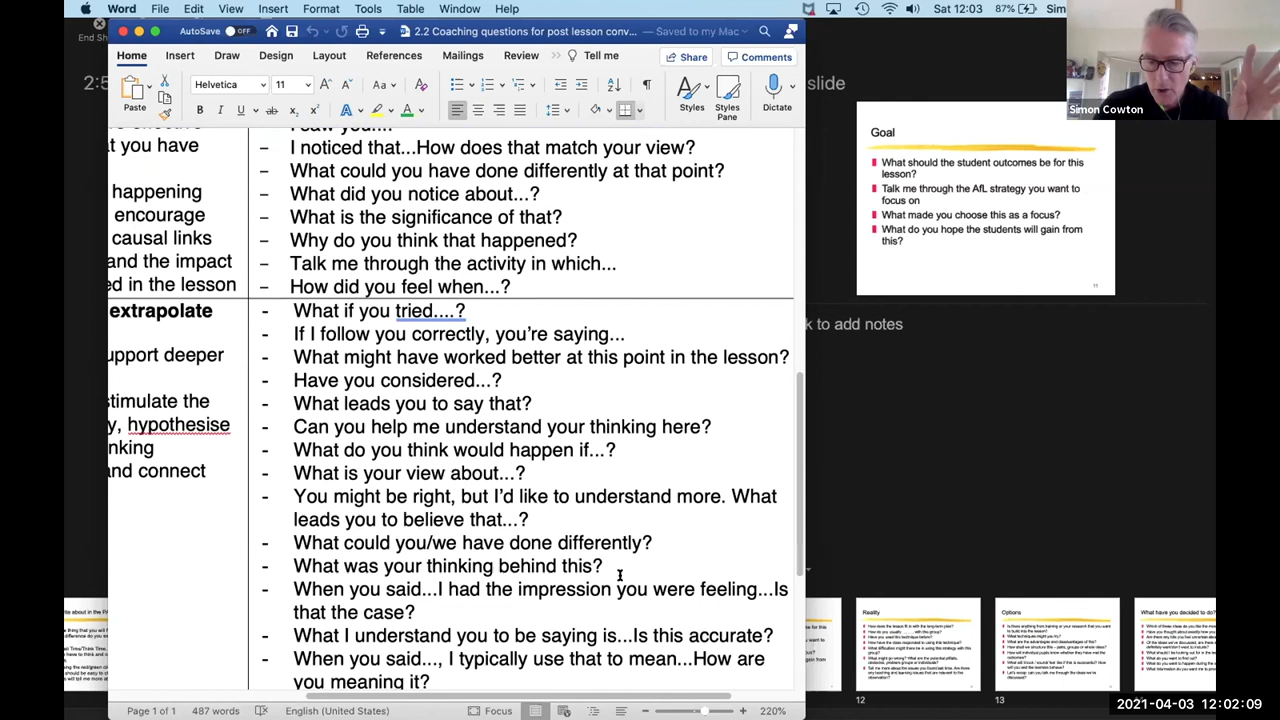 Word File Edit View Insert Format Tools Table Window Help
Sat 12:03 87% Sim
End Sh
AutoSave OFF
2.2 Coaching questions for post lesson conv... — Saved to my Mac
Home Insert Draw Design Layout References Mailings Review Tell me
Share Comments
Paste
Helvetica 11
Styles Styles Pane Dictate
2:5
slide
Simon Cowton
I saw you....
t you have
- I noticed that...How does that match your view?
- What could you have done differently at that point?
happening
- What did you notice about...?
encourage
- What is the significance of that?
causal links
- Why do you think that happened?
and the impact
- Talk me through the activity in which...
ed in the lesson
- How did you feel when...?
extrapolate
- What if you tried....?
- If I follow you correctly, you're saying...
upport deeper
- What might have worked better at this point in the lesson?
- Have you considered...?
stimulate the
- What leads you to say that?
y, hypothesise
- Can you help me understand your thinking here?
nking
- What do you think would happen if...?
and connect
- What is your view about...?
- You might be right, but I'd like to understand more. What
leads you to believe that...?
- What could you/we have done differently?
- What was your thinking behind this?
- When you said...I had the impression you were feeling...Is
that the case?
- What I understand you to be saying is...Is this accurate?
- When you said..., I typically use that to mean...How are
you meaning it?
Page 1 of 1 487 words English (United States) Focus 220%
Goal
What should the student outcomes be for this
lesson?
Talk me through the AfL strategy you want to
focus on
What made you choose this as a focus?
What do you hope the students will gain from
this?
11
k to add notes
Reality
Options
What have you decided to do?
12
13
2021-04-03 12:02:09